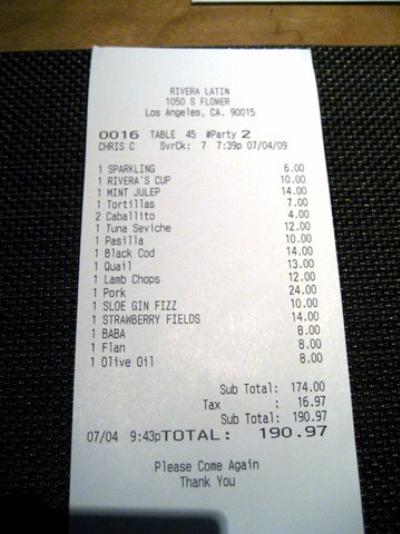 RIVERA LATIN
1050 S FLOWER
Los Angeles, CA. 90015
0016 TABLE 45 #Party 2
CHRIS C SvrCk: 7 7:39p 07/04/09
1 SPARKLING 6.00
1 RIVERA'S CUP 10.00
1 MINT JULEP 14.00
1 Tortillas 7.00
2 Caballito 4.00
1 Tuna Seviche 12.00
1 Pasilla 10.00
1 Black Cod 14.00
1 Quail 13.00
1 Lamb Chops 12.00
1 Pork 24.00
1 SLOE GIN FIZZ 10.00
1 STRAWBERRY FIELDS 14.00
1 BABA 8.00
1 Flan 8.00
1 Olive Oil 8.00
Sub Total: 174.00
Tax : 16.97
Sub Total: 190.97
07/04 9:43pTOTAL: 190.97
Please Come Again
Thank You